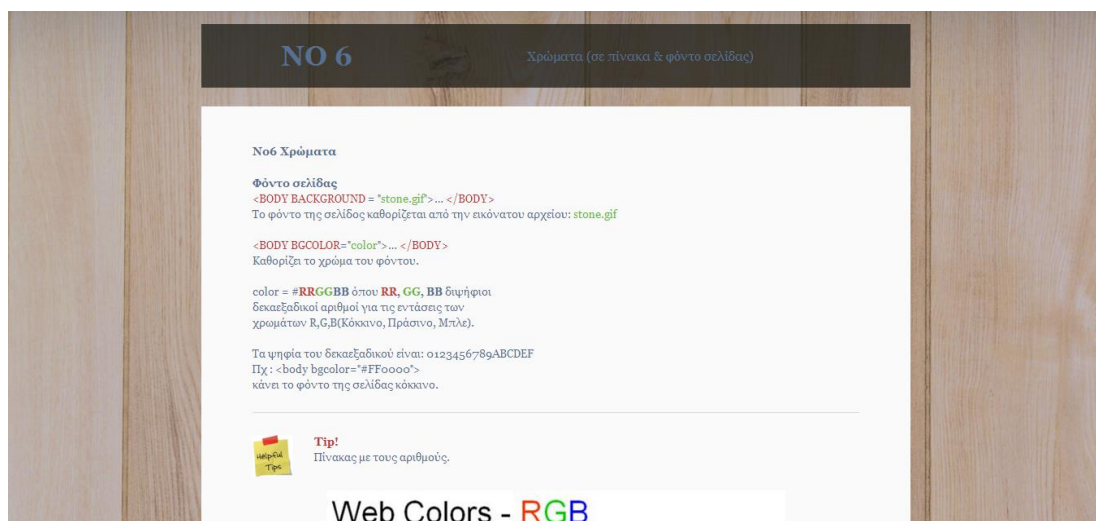 NO 6
Χρώματα (σε πίνακα & φόντο σελίδας)
No6 Χρώματα
Φόντο σελίδας
<BODY BACKGROUND = "stone.gif">... </BODY>
Το φόντο της σελίδος καθορίζεται από την εικόνατου αρχείου: stone.gif
<BODY BGCOLOR="color">... </BODY>
Καθορίζει το χρώμα του φόντου.
color = #RRGGBB όπου RR, GG, BB διψήφιοι
δεκαεξαδικοί αριθμοί για τις εντάσεις των
χρωμάτων R,G,B(Κόκκινο, Πράσινο, Μπλε).
Τα ψηφία του δεκαεξαδικού είναι: 0123456789ABCDEF
Πχ : <body bgcolor="#FF0000">
κάνει το φόντο της σελίδας κόκκινο.
Helpful
Tips
Tip!
Πίνακας με τους αριθμούς.
Web Colors - RGB